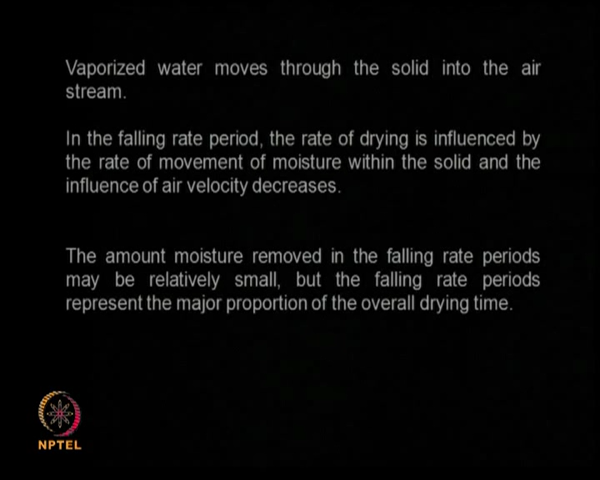 Vaporized water moves through the solid into the air
stream.
In the falling rate period, the rate of drying is influenced by
the rate of movement of moisture within the solid and the
influence of air velocity decreases.
The amount moisture removed in the falling rate periods
may be relatively small, but the falling rate periods
represent the major proportion of the overall drying time.
NPTEL